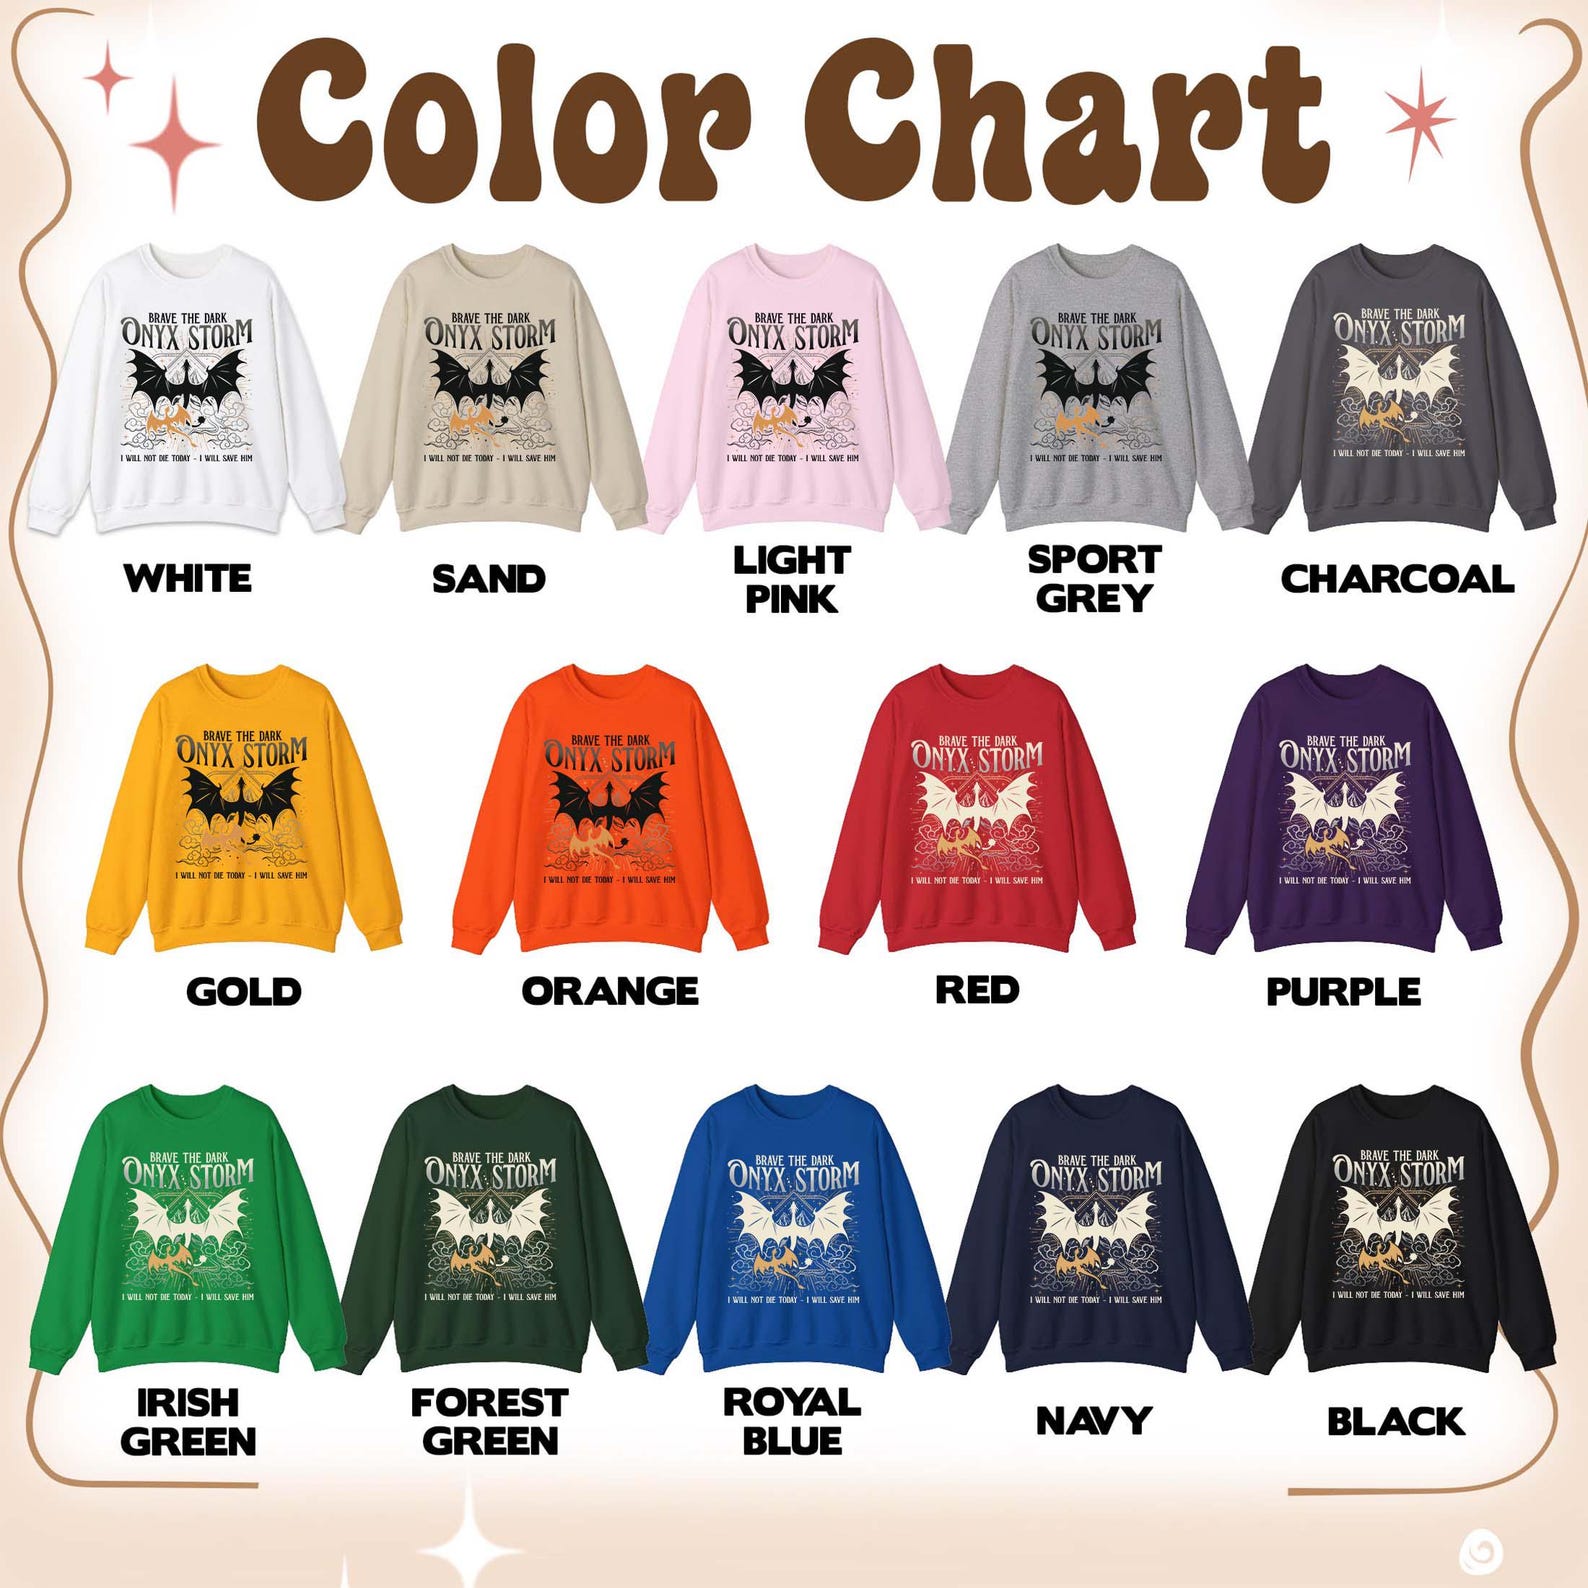 Color Chart
BRAVE THE DARK
ONYX STORM
I WILL NOT DIE TODAY - I WILL SAVE HIM
BRAVE THE DARK
ONYX STORM
I WILL NOT DIE TODAY - I WILL SAVE HIM
BRAVE THE DARK
ONYX STORM
I WILL NOT DIE TODAY - I WILL SAVE HIM
BRAVE THE DARK
ONYX STORM
I WILL NOT DIE TODAY - I WILL SAVE HIM
BRAVE THE DARK
ONYX STORM
I WILL NOT DIE TODAY - I WILL SAVE HIM
WHITE
SAND
LIGHT
PINK
SPORT
GREY
CHARCOAL
BRAVE THE DARK
ONYX STORM
I WILL NOT DIE TODAY - I WILL SAVE HIM
BRAVE THE DARK
ONYX STORM
I WILL NOT DIE TODAY - I WILL SAVE HIM
BRAVE THE DARK
ONYX STORM
I WILL NOT DIE TODAY - I WILL SAVE HIM
BRAVE THE DARK
ONYX STORM
I WILL NOT DIE TODAY - I WILL SAVE HIM
GOLD
ORANGE
RED
PURPLE
BRAVE THE DARK
ONYX STORM
I WILL NOT DIE TODAY - I WILL SAVE HIM
BRAVE THE DARK
ONYX STORM
I WILL NOT DIE TODAY - I WILL SAVE HIM
BRAVE THE DARK
ONYX STORM
I WILL NOT DIE TODAY - I WILL SAVE HIM
BRAVE THE DARK
ONYX STORM
I WILL NOT DIE TODAY - I WILL SAVE HIM
BRAVE THE DARK
ONYX STORM
I WILL NOT DIE TODAY - I WILL SAVE HIM
IRISH
GREEN
FOREST
GREEN
ROYAL
BLUE
NAVY
BLACK